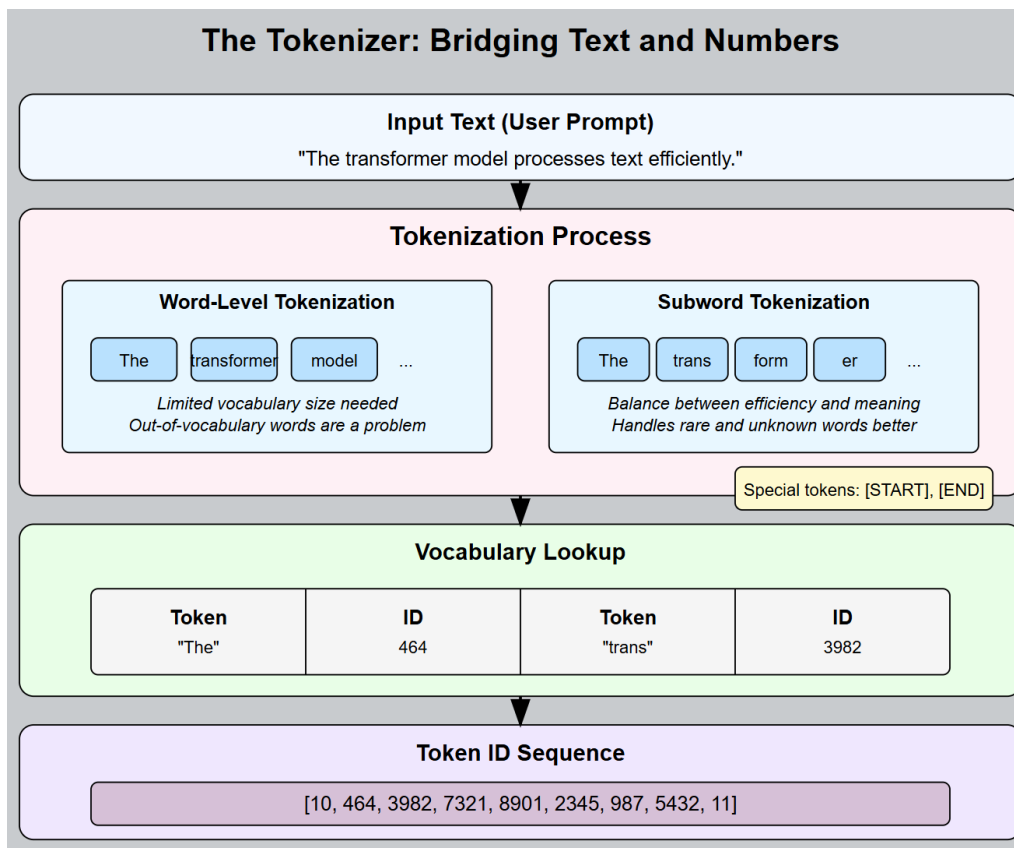 The Tokenizer: Bridging Text and Numbers
Input Text (User Prompt)
"The transformer model processes text efficiently."
Tokenization Process
Word-Level Tokenization
The transformer model ...
Limited vocabulary size needed
Out-of-vocabulary words are a problem
Subword Tokenization
The trans form er ...
Balance between efficiency and meaning
Handles rare and unknown words better
Special tokens: [START], [END]
Vocabulary Lookup
Token ID Token ID
"The" 464 "trans" 3982
Token ID Sequence
[10, 464, 3982, 7321, 8901, 2345, 987, 5432, 11]